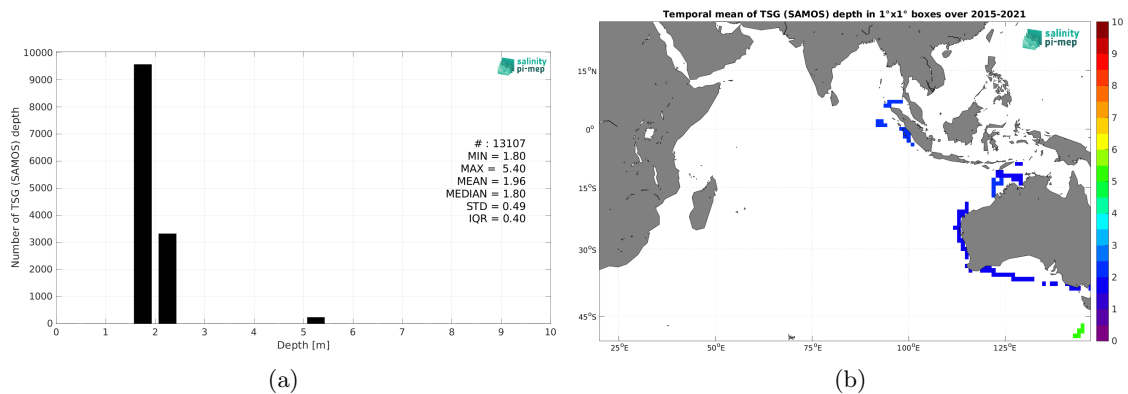 Temporal mean of TSG (SAMOS) depth in 1°x1° boxes over 2015-2021
10000
9000
8000
7000
6000
5000
4000
3000
2000
1000
0
Number of TSG (SAMOS) depth
0 1 2 3 4 5 6 7 8 9 10
Depth [m]
salinity
pi-mep
# : 13107
MIN = 1.80
MAX = 5.40
MEAN = 1.96
MEDIAN = 1.80
STD = 0.49
IQR = 0.40
(a)
salinity
pi-mep
15°N
0°
15°S
30°S
45°S
25°E 50°E 75°E 100°E 125°E
10
9
8
7
6
5
4
3
2
1
0
(b)